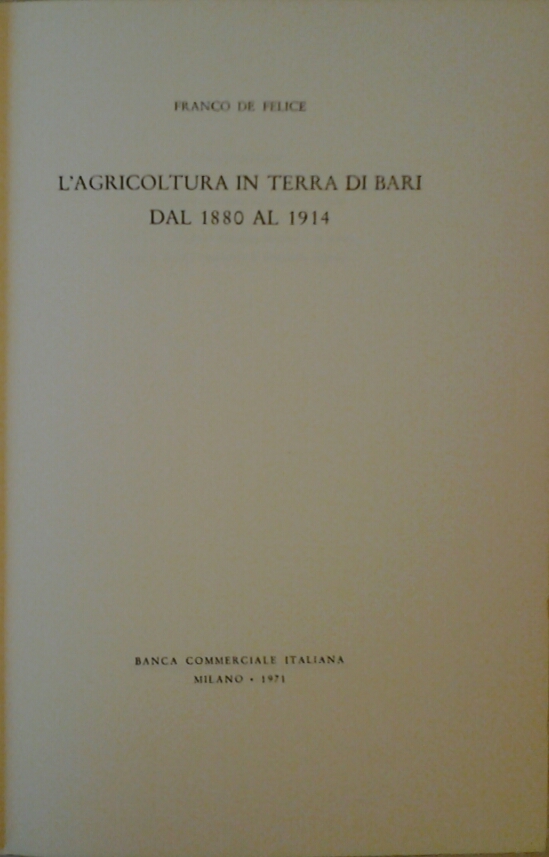 FRANCO DE FELICE
L'AGRICOLTURA IN TERRA DI BARI
DAL 1880 AL 1914
BANCA COMMERCIALE ITALIANA
MILANO • 1971